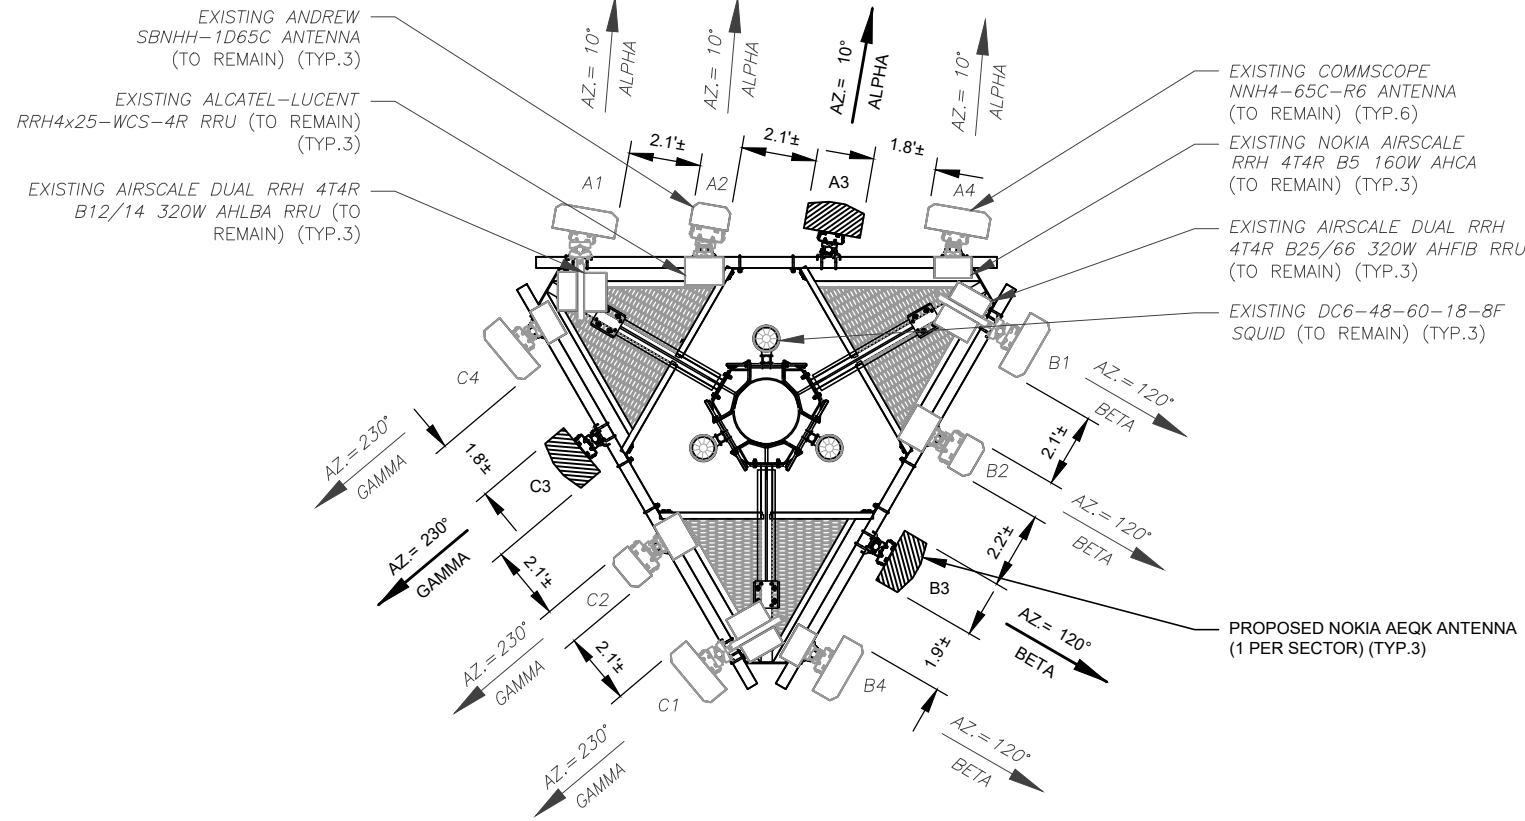 EXISTING ANDREW
SBNHH-1D65C ANTENNA
(TO REMAIN) (TYP.3)
EXISTING ALCATEL-LUCENT
RRH4x25-WCS-4R RRU (TO REMAIN)
(TYP.3)
EXISTING AIRSCALE DUAL RRH 4T4R
B12/14 320W AHLBA RRU (TO
REMAIN) (TYP.3)
AZ.= 10°
ALPHA
AZ.= 10°
ALPHA
AZ.= 10°
ALPHA
AZ.= 10°
ALPHA
2.1'±
2.1'±
1.8'±
A1
A2
A3
A4
EXISTING COMMSCOPE
NNH4-65C-R6 ANTENNA
(TO REMAIN) (TYP.6)
EXISTING NOKIA AIRSCALE
RRH 4T4R B5 160W AHCA
(TO REMAIN) (TYP.3)
EXISTING AIRSCALE DUAL RRH
4T4R B25/66 320W AHFIB RRU
(TO REMAIN) (TYP.3)
EXISTING DC6-48-60-18-8F
SQUID (TO REMAIN) (TYP.3)
B1
AZ.= 120°
BETA
2.1'±
B2
AZ.= 120°
BETA
2.2'±
B3
AZ.= 120°
BETA
1.9'±
B4
AZ.= 120°
BETA
PROPOSED NOKIA AEQK ANTENNA
(1 PER SECTOR) (TYP.3)
C4
AZ.= 230°
GAMMA
1.8'±
C3
AZ.= 230°
GAMMA
2.1'±
C2
AZ.= 230°
GAMMA
2.1'±
C1
AZ.= 230°
GAMMA